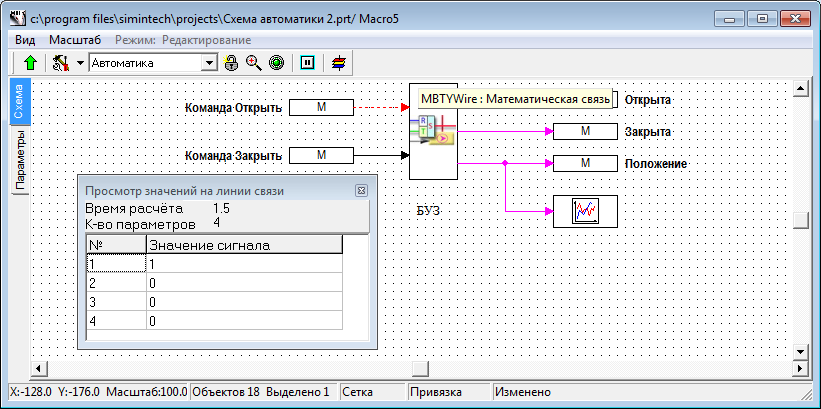 c:\program files\simintech\projects\Схема автоматики 2.prt/ Macro5
Вид Масштаб Режим: Редактирование
Автоматика
Схема
Параметры
Команда Открыть M
MBTYWire : Математическая связь
Открыта
M Закрыта
Команда Закрыть M
M Положение
БУЗ
Просмотр значений на линии связи
Время расчёта 1.5
К-во параметров 4
№ Значение сигнала
1 1
2 0
3 0
4 0
X:-128.0 Y:-176.0 Масштаб:100.0 Объектов 18 Выделено 1 Сетка Привязка Изменено